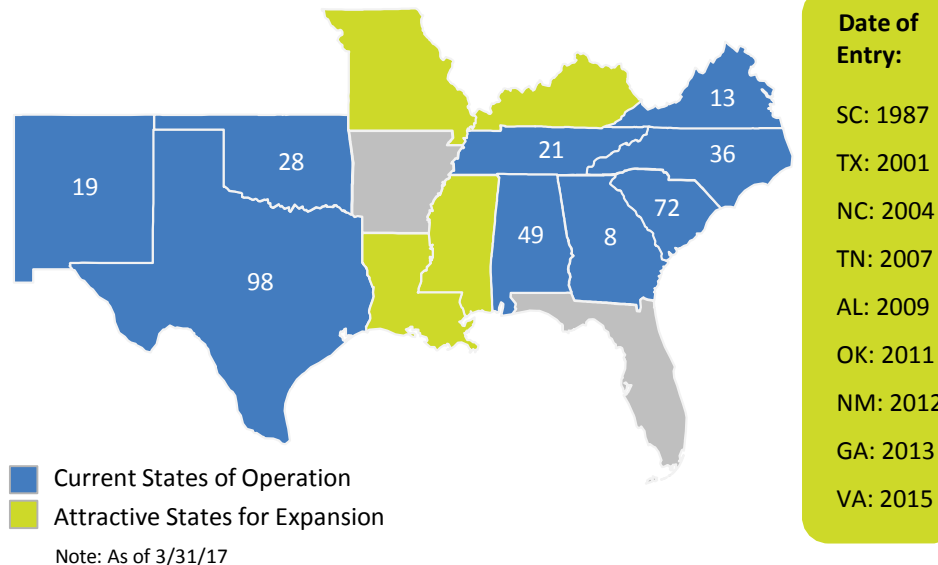 13
28
21
36
19
72
49
8
98
Current States of Operation
Attractive States for Expansion
Note: As of 3/31/17
Date of
Entry:
SC: 1987
TX: 2001
NC: 2004
TN: 2007
AL: 2009
OK: 2011
NM: 2012
GA: 2013
VA: 2015